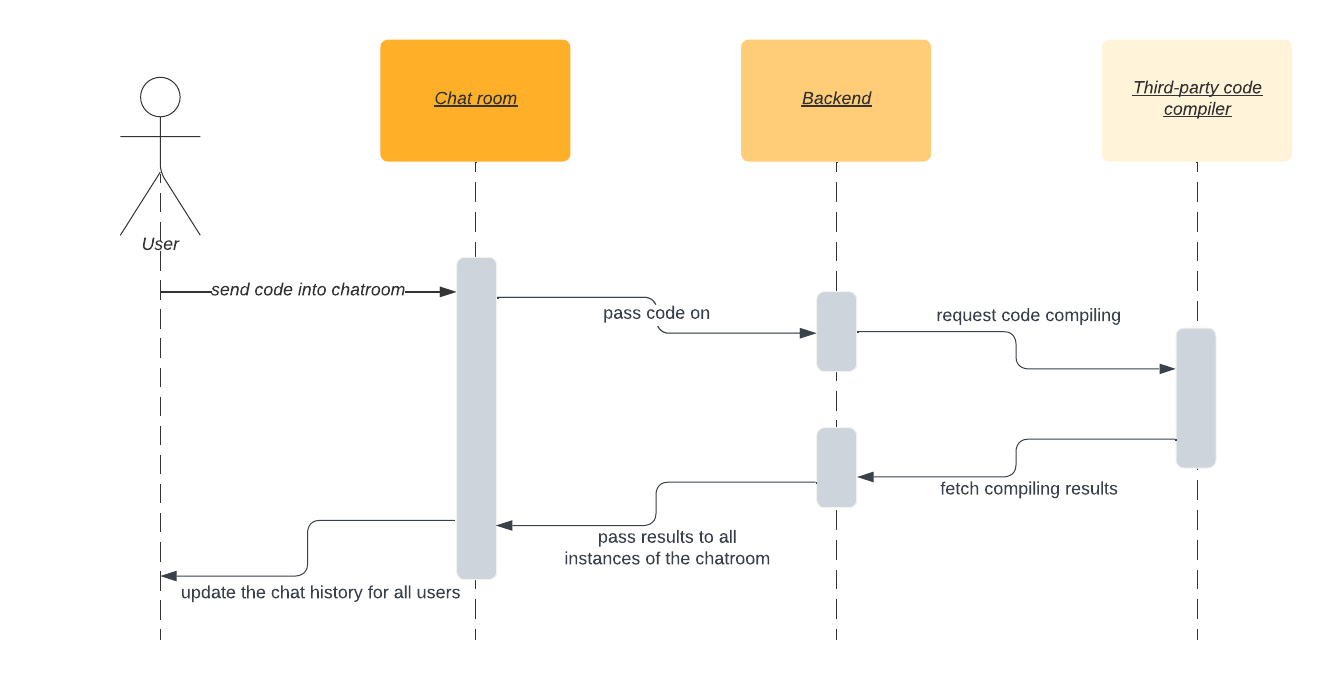 Chat room
Backend
Third-party code
compiler
User
send code into chatroom
pass code on
request code compiling
fetch compiling results
pass results to all
instances of the chatroom
update the chat history for all users